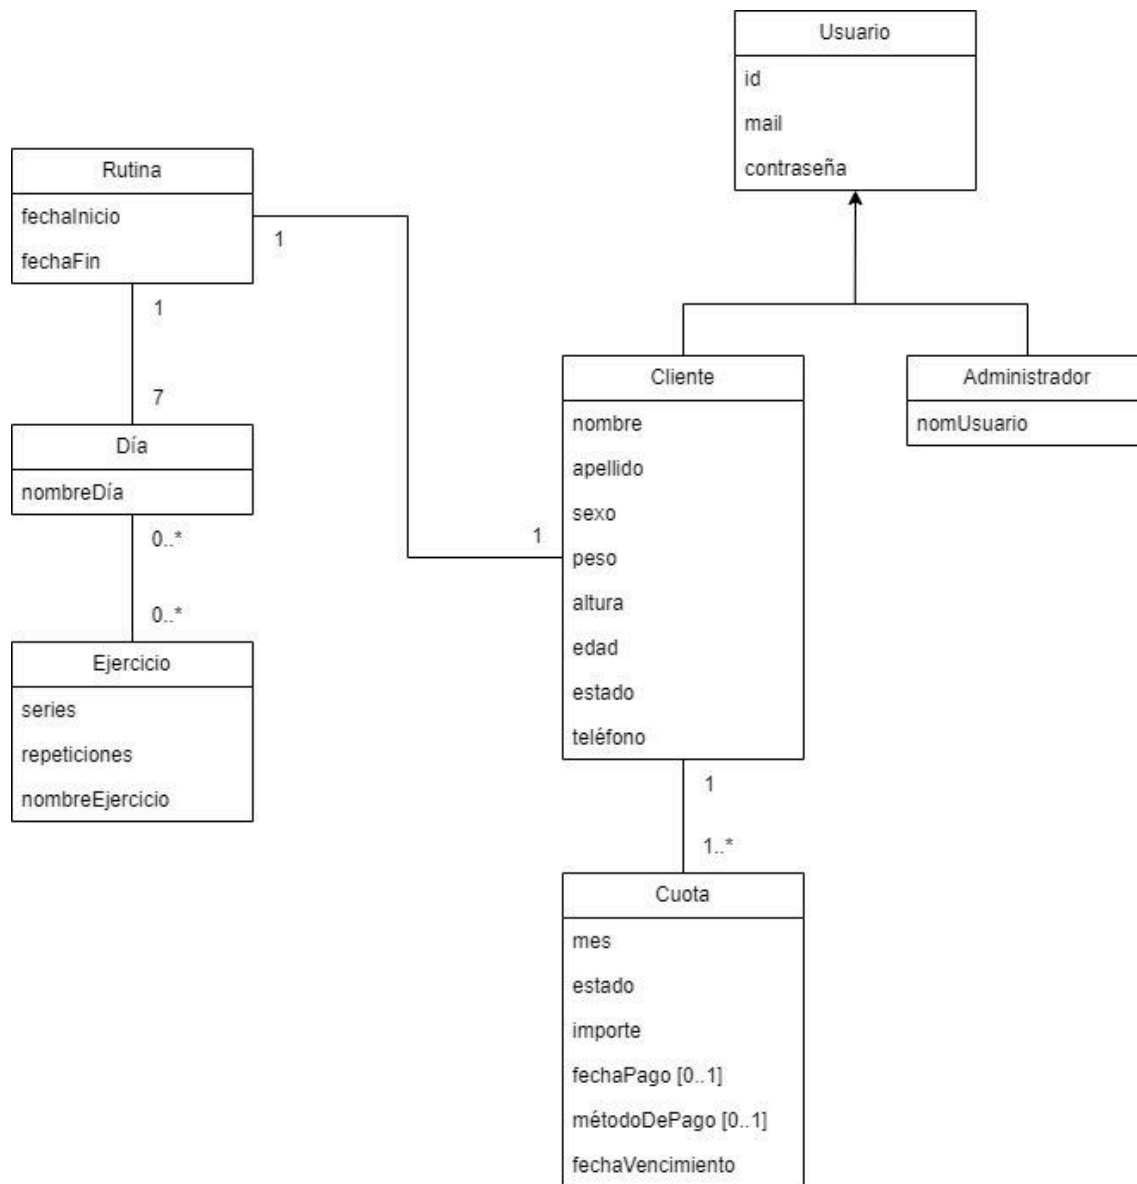 Usuario
id
mail
contraseña
Rutina
fechaInicio
fechaFin
1
1
7
Día
nombreDía
0..*
0..*
Ejercicio
series
repeticiones
nombreEjercicio
1
Cliente
nombre
apellido
sexo
peso
altura
edad
estado
teléfono
Administrador
nomUsuario
1
1..*
Cuota
mes
estado
importe
fechaPago [0..1]
métodoDePago [0..1]
fechaVencimiento